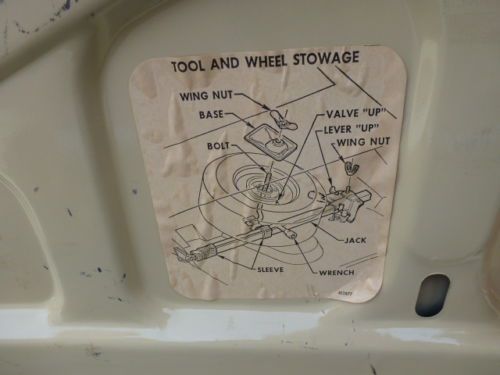 TOOL AND WHEEL STOWAGE
WING NUT
BASE
VALVE "UP"
LEVER "UP"
WING NUT
BOLT
JACK
SLEEVE
WRENCH